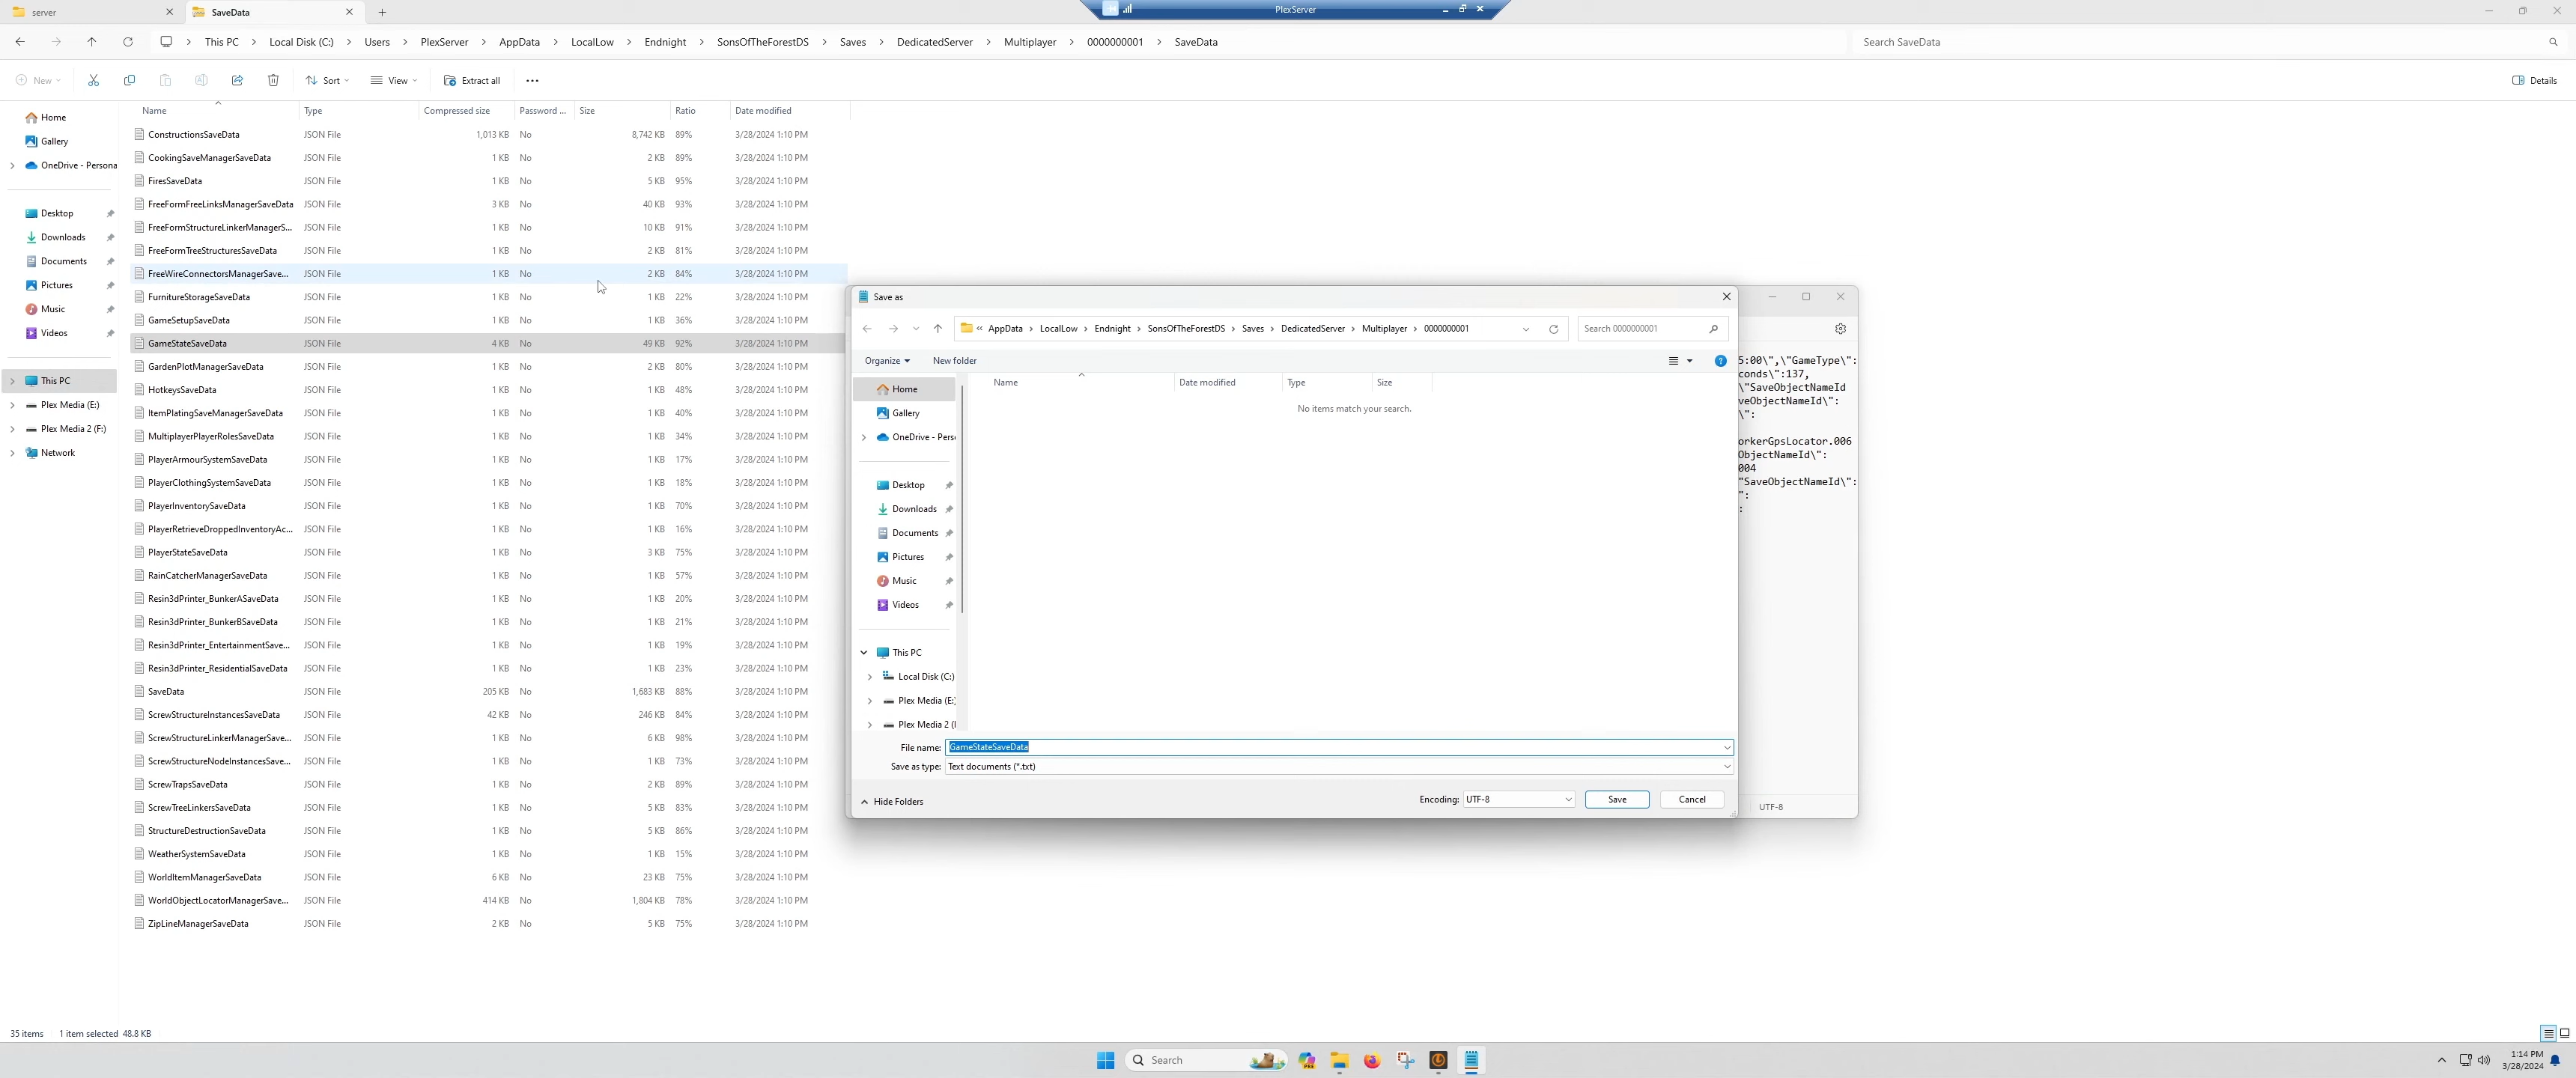 server
SaveData
PlexServer
This PC > Local Disk (C:) > Users > PlexServer > AppData > LocalLow > Endnight > SonsOfTheForestDS > Saves > DedicatedServer > Multiplayer > 0000000001 > SaveData
Search SaveData
New
Sort
View
Extract all
Details
Name Type Compressed size Password ... Size Ratio Date modified
Home
Gallery
OneDrive - Persona
Desktop
Downloads
Documents
Pictures
Music
Videos
This PC
Plex Media (E:)
Plex Media 2 (F:)
Network
ConstructionsSaveData JSON File 1,013 KB No 8,742 KB 89% 3/28/2024 1:10 PM
CookingSaveManagerSaveData JSON File 1 KB No 2 KB 89% 3/28/2024 1:10 PM
FiresSaveData JSON File 1 KB No 5 KB 95% 3/28/2024 1:10 PM
FreeFormFreeLinksManagerSaveData JSON File 3 KB No 40 KB 93% 3/28/2024 1:10 PM
FreeFormStructureLinkerManagerS... JSON File 1 KB No 10 KB 91% 3/28/2024 1:10 PM
FreeFormTreeStructuresSaveData JSON File 1 KB No 2 KB 81% 3/28/2024 1:10 PM
FreeWireConnectorsManagerSave... JSON File 1 KB No 2 KB 84% 3/28/2024 1:10 PM
FurnitureStorageSaveData JSON File 1 KB No 1 KB 22% 3/28/2024 1:10 PM
GameSetupSaveData JSON File 1 KB No 1 KB 36% 3/28/2024 1:10 PM
GameStateSaveData JSON File 4 KB No 49 KB 92% 3/28/2024 1:10 PM
GardenPlotManagerSaveData JSON File 1 KB No 2 KB 80% 3/28/2024 1:10 PM
HotkeysSaveData JSON File 1 KB No 1 KB 48% 3/28/2024 1:10 PM
ItemPlatingSaveManagerSaveData JSON File 1 KB No 1 KB 40% 3/28/2024 1:10 PM
MultiplayerPlayerRolesSaveData JSON File 1 KB No 1 KB 34% 3/28/2024 1:10 PM
PlayerArmourSystemSaveData JSON File 1 KB No 1 KB 17% 3/28/2024 1:10 PM
PlayerClothingSystemSaveData JSON File 1 KB No 1 KB 18% 3/28/2024 1:10 PM
PlayerInventorySaveData JSON File 1 KB No 1 KB 70% 3/28/2024 1:10 PM
PlayerRetrieveDroppedInventoryAc... JSON File 1 KB No 1 KB 16% 3/28/2024 1:10 PM
PlayerStateSaveData JSON File 1 KB No 3 KB 75% 3/28/2024 1:10 PM
RainCatcherManagerSaveData JSON File 1 KB No 1 KB 57% 3/28/2024 1:10 PM
Resin3dPrinter_BunkerASaveData JSON File 1 KB No 1 KB 20% 3/28/2024 1:10 PM
Resin3dPrinter_BunkerBSaveData JSON File 1 KB No 1 KB 21% 3/28/2024 1:10 PM
Resin3dPrinter_EntertainmentSave... JSON File 1 KB No 1 KB 19% 3/28/2024 1:10 PM
Resin3dPrinter_ResidentialSaveData JSON File 1 KB No 1 KB 23% 3/28/2024 1:10 PM
SaveData JSON File 205 KB No 1,683 KB 88% 3/28/2024 1:10 PM
ScrewStructureInstancesSaveData JSON File 42 KB No 246 KB 84% 3/28/2024 1:10 PM
ScrewStructureLinkerManagerSave... JSON File 1 KB No 6 KB 98% 3/28/2024 1:10 PM
ScrewStructureNodeInstancesSave... JSON File 1 KB No 1 KB 73% 3/28/2024 1:10 PM
ScrewTrapsSaveData JSON File 1 KB No 2 KB 89% 3/28/2024 1:10 PM
ScrewTreeLinkersSaveData JSON File 1 KB No 5 KB 83% 3/28/2024 1:10 PM
StructureDestructionSaveData JSON File 1 KB No 5 KB 86% 3/28/2024 1:10 PM
WeatherSystemSaveData JSON File 1 KB No 1 KB 15% 3/28/2024 1:10 PM
WorldItemManagerSaveData JSON File 6 KB No 23 KB 75% 3/28/2024 1:10 PM
WorldObjectLocatorManagerSave... JSON File 414 KB No 1,804 KB 78% 3/28/2024 1:10 PM
ZipLineManagerSaveData JSON File 2 KB No 5 KB 75% 3/28/2024 1:10 PM
Save as
« AppData > LocalLow > Endnight > SonsOfTheForestDS > Saves > DedicatedServer > Multiplayer > 0000000001
Search 0000000001
Organize
New folder
Name Date modified Type Size
No items match your search.
Home
Gallery
OneDrive - Pers
Desktop
Downloads
Documents
Pictures
Music
Videos
This PC
Local Disk (C:)
Plex Media (E:)
Plex Media 2 (
File name: GameStateSaveData
Save as type: Text documents (*.txt)
Hide Folders
Encoding: UTF-8
Save
Cancel
5:00\",\"GameType\":
conds\":137,
\"SaveObjectNameId
veObjectNameId\":
\":
orkerGpsLocator.006
ObjectNameId\":
004
"SaveObjectNameId\":
":
:
UTF-8
35 items 1 item selected 48.8 KB
Search
1:14 PM
3/28/2024